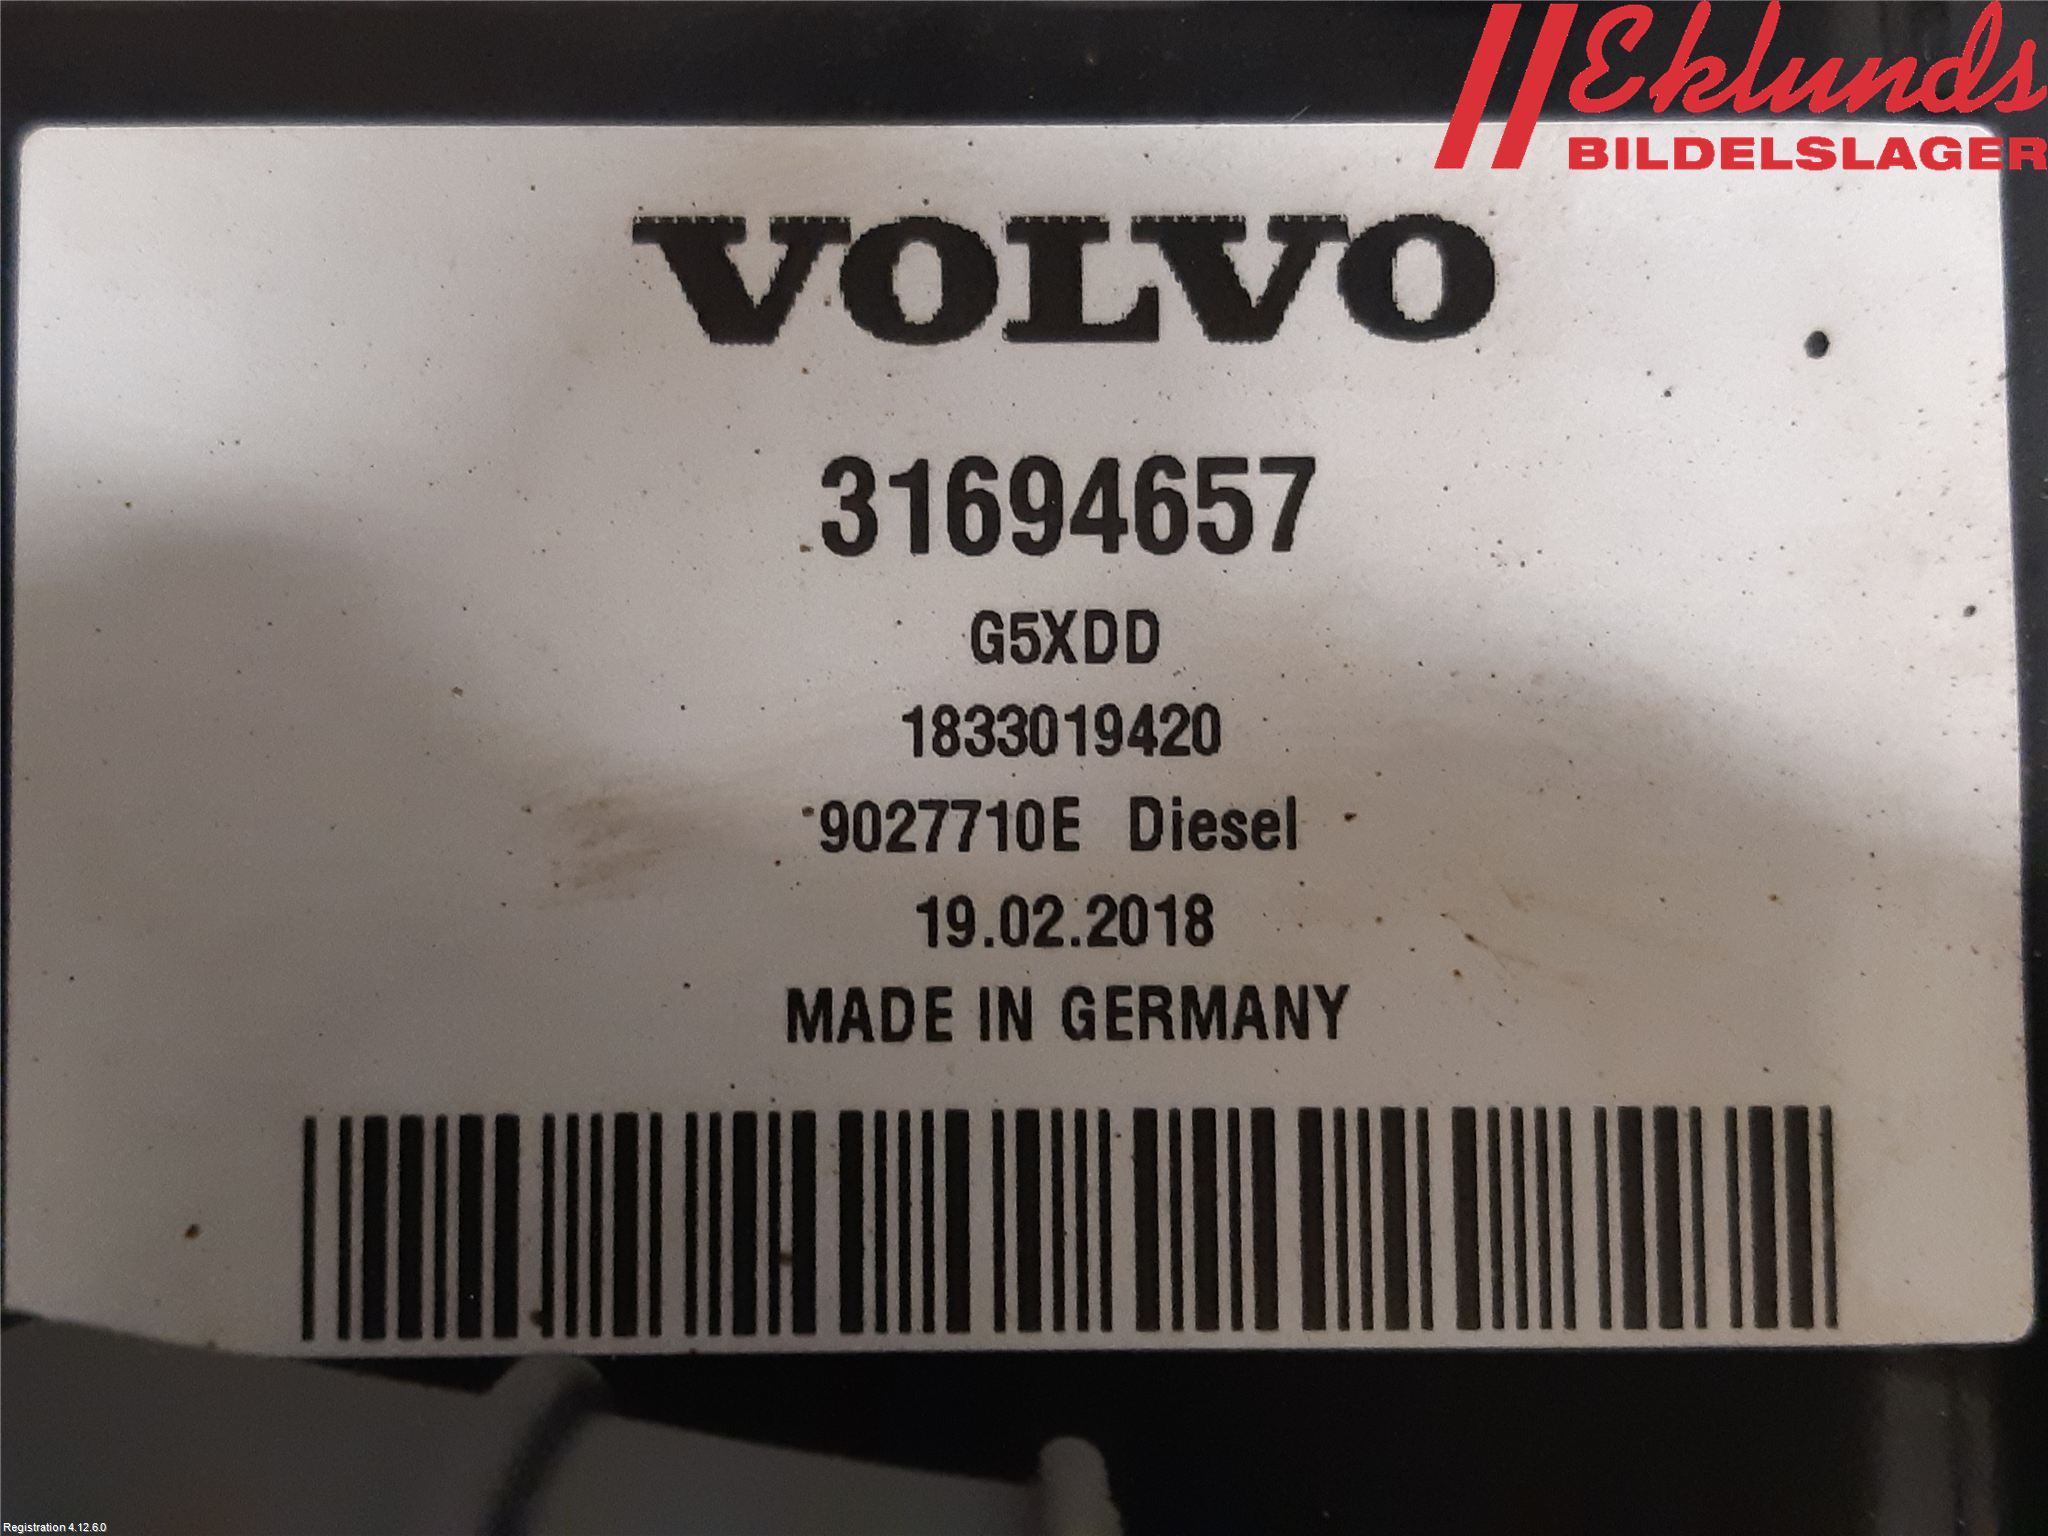 Eklunds
BILDELSLAGER
VOLVO
31694657
G5XDD
1833019420
9027710E Diesel
19.02.2018
MADE IN GERMANY
Registration 4.12.6.0